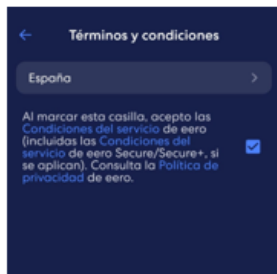 Términos y condiciones
España
Al marcar esta casilla, acepto las
Condiciones del servicio de eero
(incluidas las Condiciones del
servicio de eero Secure/Secure+, si
se aplican). Consulta la Política de
privacidad de eero.